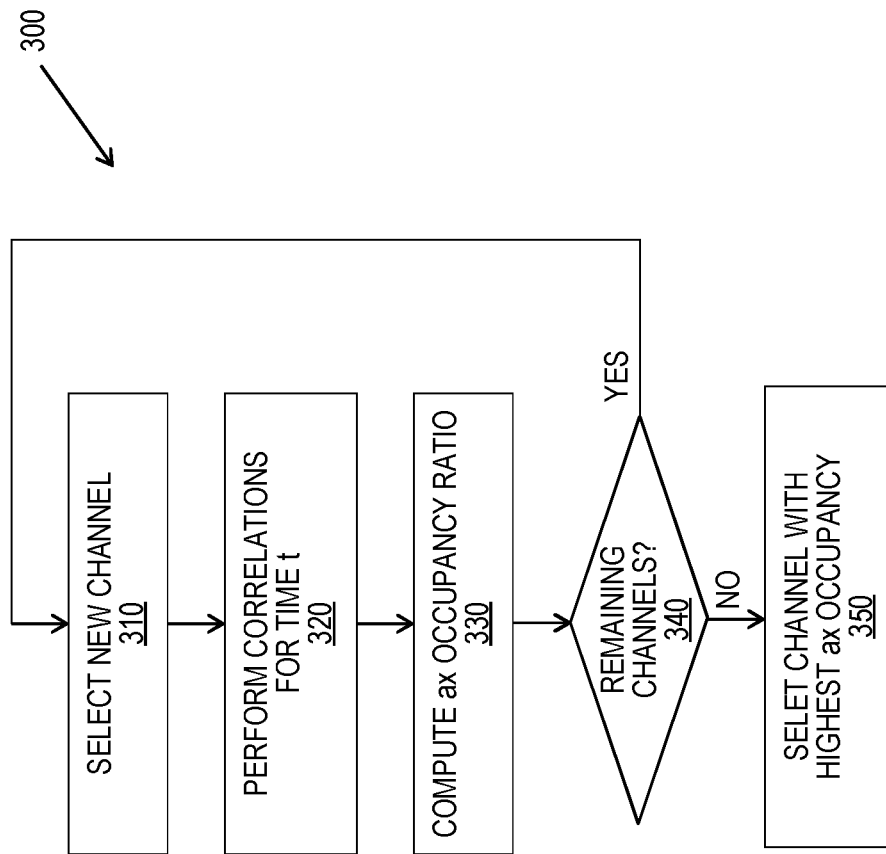 300
SELECT NEW CHANNEL
310
PERFORM CORRELATIONS
FOR TIME t
320
COMPUTE ax OCCUPANCY RATIO
330
REMAINING
CHANNELS?
340
YES
NO
SELET CHANNEL WITH
HIGHEST ax OCCUPANCY
350